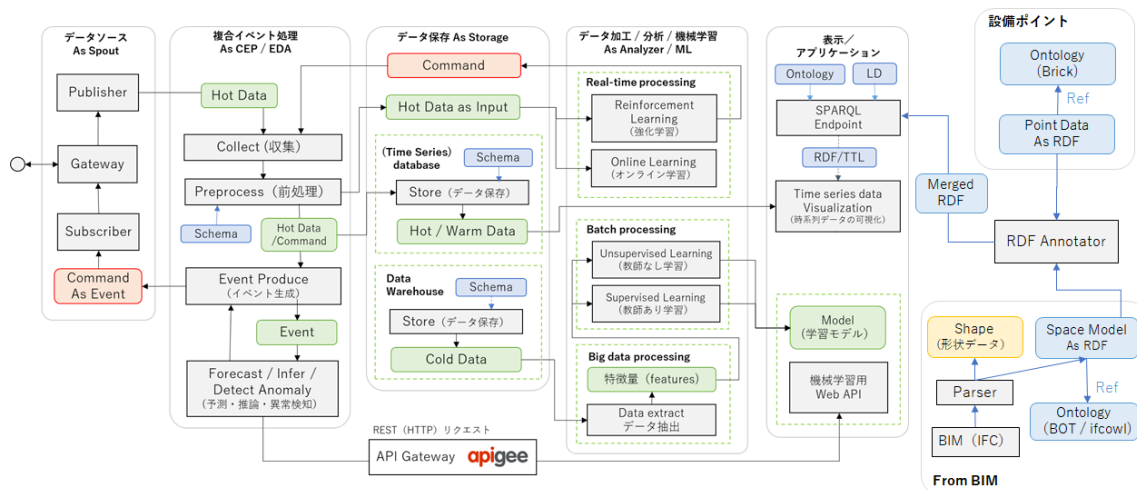 データソース
As Spout
Publisher
Gateway
Subscriber
Command
As Event
複合イベント処理
As CEP / EDA
Hot Data
Collect (収集)
Preprocess（前処理）
Schema
Hot Data
/Command
Event Produce
（イベント生成）
Event
Forecast / Infer /
Detect Anomaly
（予測・推論・異常検知）
データ保存 As Storage
Command
Hot Data as Input
(Time Series)
database
Schema
Store（データ保存）
Hot / Warm Data
Data
Warehouse
Schema
Store（データ保存）
Cold Data
REST（HTTP）リクエスト
API Gateway apigee
データ加工 / 分析 / 機械学習
As Analyzer / ML
Real-time processing
Reinforcement
Learning
（強化学習）
Online Learning
（オンライン学習）
Batch processing
Unsupervised Learning
（教師なし学習）
Supervised Learning
（教師あり学習）
Big data processing
特徴量（features）
Data extract
データ抽出
表示／
アプリケーション
Ontology
LD
SPARQL
Endpoint
RDF/TTL
Time series data
Visualization
（時系列データの可視化）
Model
（学習モデル）
機械学習用
Web API
設備ポイント
Ontology
(Brick)
Ref
Point Data
As RDF
Merged
RDF
RDF Annotator
Shape
（形状データ）
Space Model
As RDF
Parser
Ref
BIM（IFC）
Ontology
(BOT / ifcowl)
From BIM